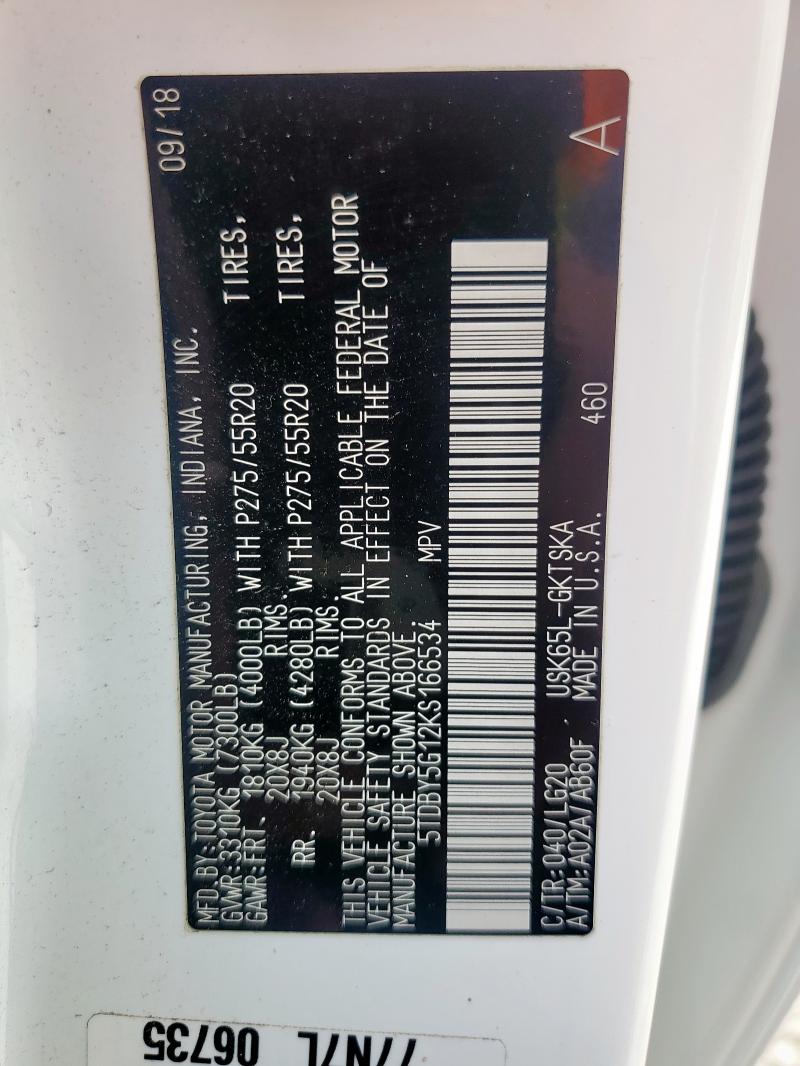 MFD.BY:TOYOTA MOTOR MANUFACTURING, INDIANA, INC. 09/18
GVWR:3310KG (7300LB)
GAWR:FRT. 1810KG (4000LB) WITH P275/55R20 TIRES,
20X8J RIMS.
RR. 1940KG (4280LB) WITH P275/55R20 TIRES,
20X8J RIMS.
THIS VEHICLE CONFORMS TO ALL APPLICABLE FEDERAL MOTOR
VEHICLE SAFETY STANDARDS IN EFFECT ON THE DATE OF
MANUFACTURE SHOWN ABOVE.
5TDBY5G12KS166534 MPV
C/TR:040/LG20 USK65L-GKTSKA
A/TM:A02A/AB60F MADE IN U.S.A. 460 A
77N7L
06735